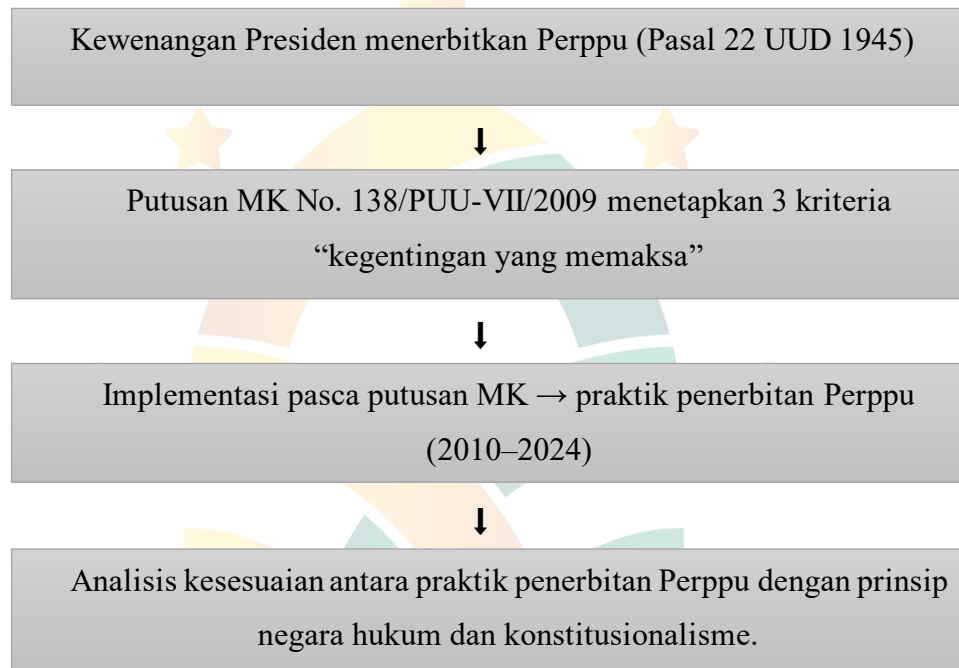 Kewenangan Presiden menerbitkan Perppu (Pasal 22 UUD 1945)
Putusan MK No. 138/PUU-VII/2009 menetapkan 3 kriteria
“kegentingan yang memaksa”
Implementasi pasca putusan MK → praktik penerbitan Perppu
(2010–2024)
Analisis kesesuaian antara praktik penerbitan Perppu dengan prinsip
negara hukum dan konstitusionalisme.